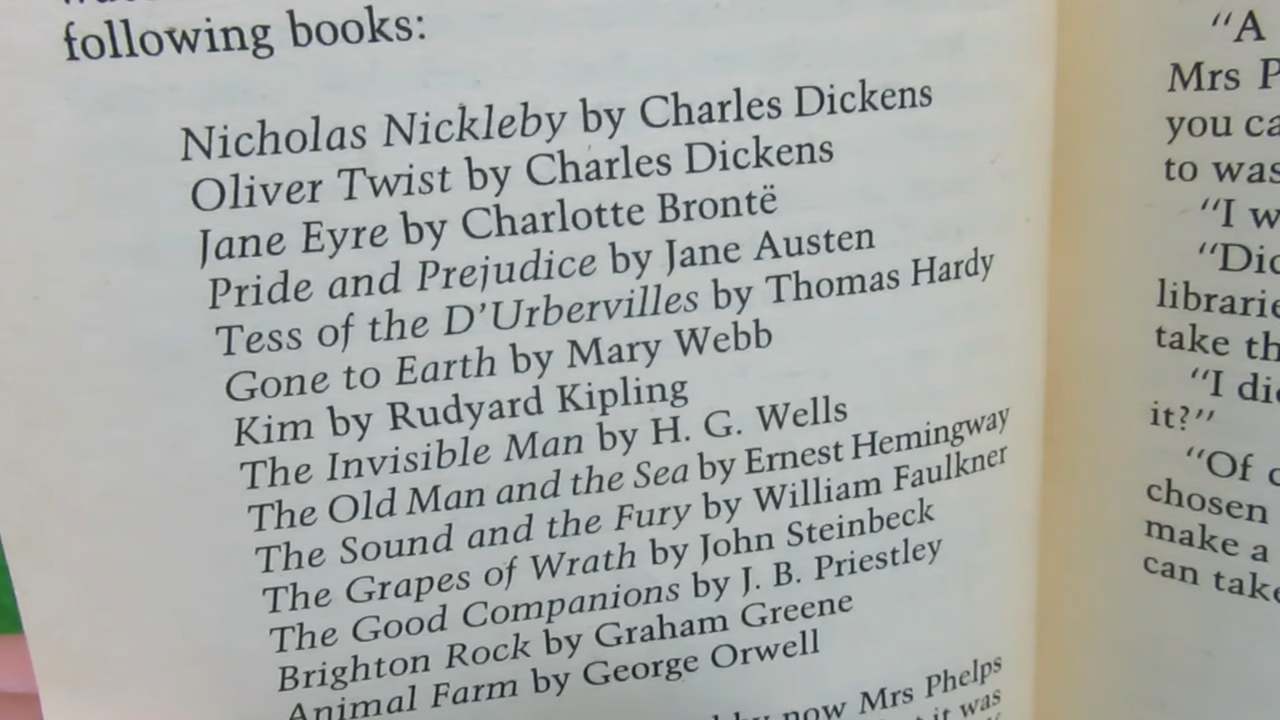 following books:
Nicholas Nickleby by Charles Dickens
Oliver Twist by Charles Dickens
Jane Eyre by Charlotte Brontë
Pride and Prejudice by Jane Austen
Tess of the D'Urbervilles by Thomas Hardy
Gone to Earth by Mary Webb
Kim by Rudyard Kipling
The Invisible Man by H. G. Wells
The Old Man and the Sea by Ernest Hemingway
The Sound and the Fury by William Faulkner
The Grapes of Wrath by John Steinbeck
The Good Companions by J. B. Priestley
Brighton Rock by Graham Greene
Animal Farm by George Orwell
by now Mrs Phelps
it was
"A
Mrs P
you ca
to was
"I w
"Dic
librarie
take th
"I die
it?"
"Of c
chosen
make a
can take